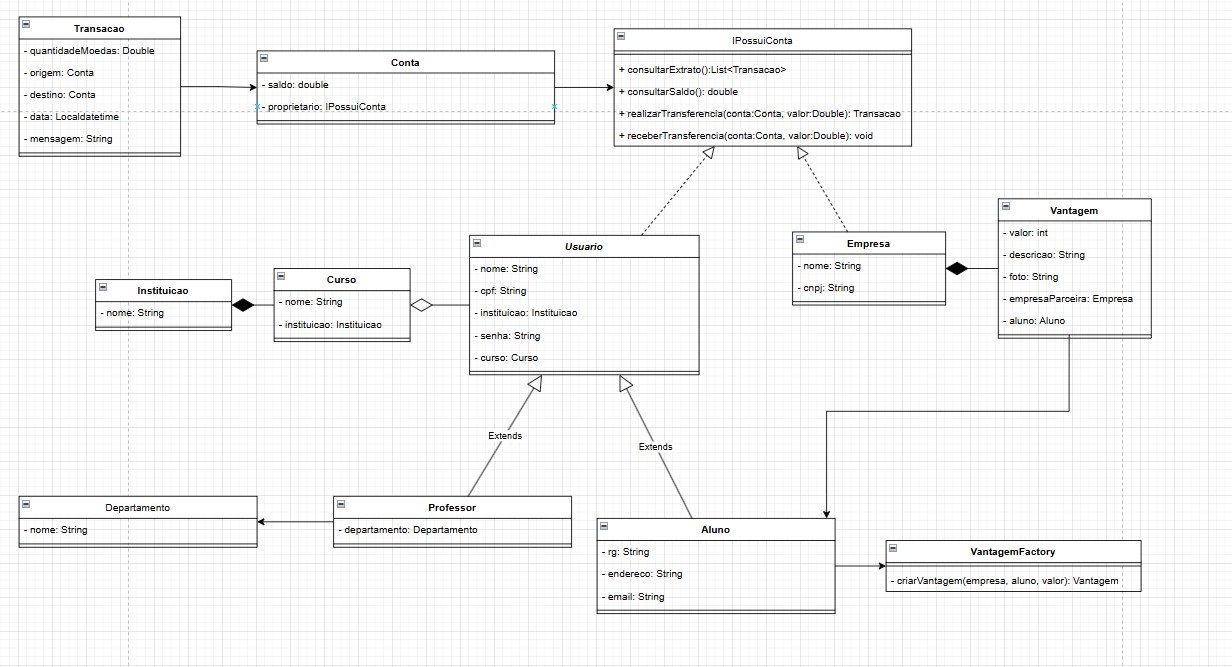 Transacao
- quantidadeMoedas: Double
- origem: Conta
- destino: Conta
- data: Localdatetime
- mensagem: String
Conta
- saldo: double
- proprietario: IPossuiConta
IPossuiConta
+ consultarExtrato():List<Transacao>
+ consultarSaldo(): double
+ realizarTransferencia(conta:Conta, valor:Double): Transacao
+ receberTransferencia(conta:Conta, valor:Double): void
Vantagem
- valor: int
- descricao: String
- foto: String
- empresaParceira: Empresa
- aluno: Aluno
Empresa
- nome: String
- cnpj: String
Usuario
- nome: String
- cpf: String
- instituicao: Instituicao
- senha: String
- curso: Curso
Curso
- nome: String
- instituicao: Instituicao
Instituicao
- nome: String
Extends
Extends
Departamento
- nome: String
Professor
- departamento: Departamento
Aluno
- rg: String
- endereco: String
- email: String
VantagemFactory
- criarVantagem(empresa, aluno, valor): Vantagem